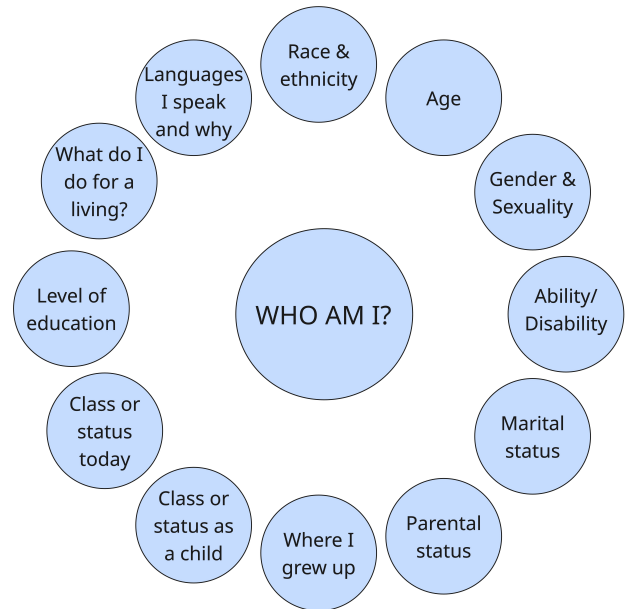 Race &
ethnicity
Age
Gender &
Sexuality
Ability/
Disability
Marital
status
Parental
status
Where I
grew up
Class or
status as
a child
Class or
status
today
Level of
education
What do I
do for a
living?
Languages
I speak
and why
WHO AM I?